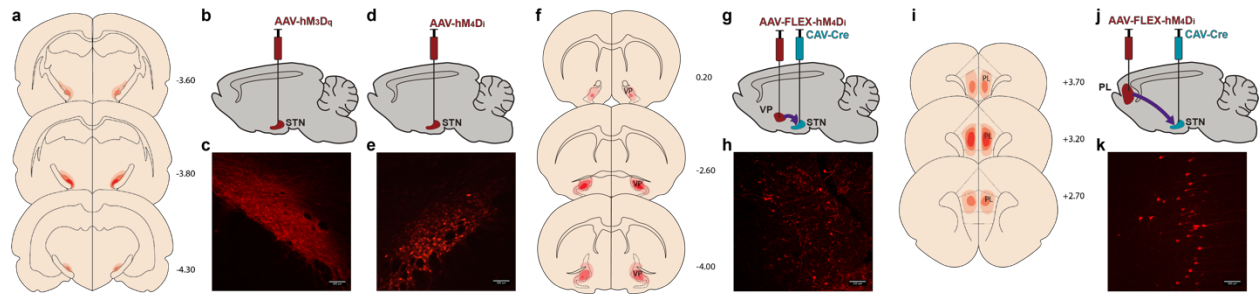 a
-3.60
-3.80
-4.30
b
AAV-hM3Dq
STN
c
d
AAV-hM4Di
STN
e
f
VP
0.20
VP
-2.60
VP
-4.00
g
AAV-FLEX-hM4Di
CAV-Cre
VP
STN
h
i
PL
+3.70
PL
+3.20
PL
+2.70
j
AAV-FLEX-hM4Di
CAV-Cre
PL
STN
k